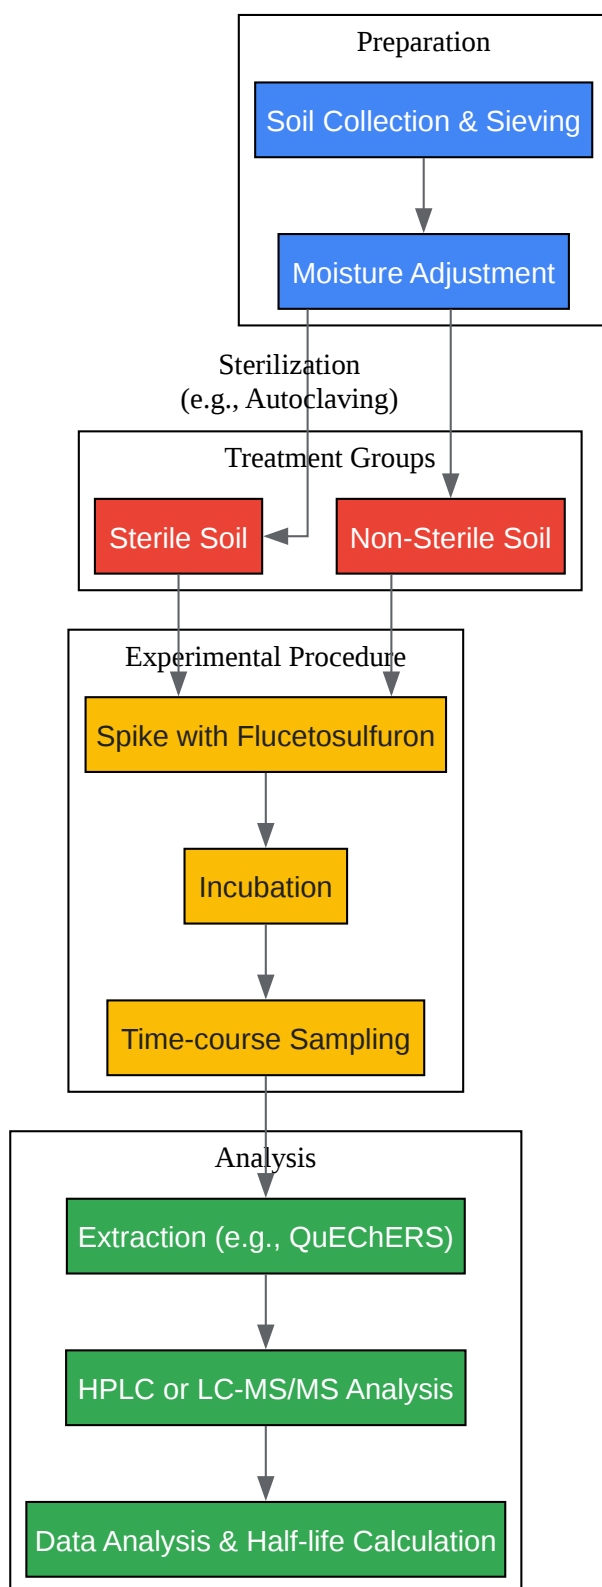 Preparation
Soil Collection & Sieving
Moisture Adjustment
Sterilization
(e.g., Autoclaving)
Treatment Groups
Sterile Soil
Non-Sterile Soil
Experimental Procedure
Spike with Flucetosulfuron
Incubation
Time-course Sampling
Analysis
Extraction (e.g., QuEChERS)
HPLC or LC-MS/MS Analysis
Data Analysis & Half-life Calculation